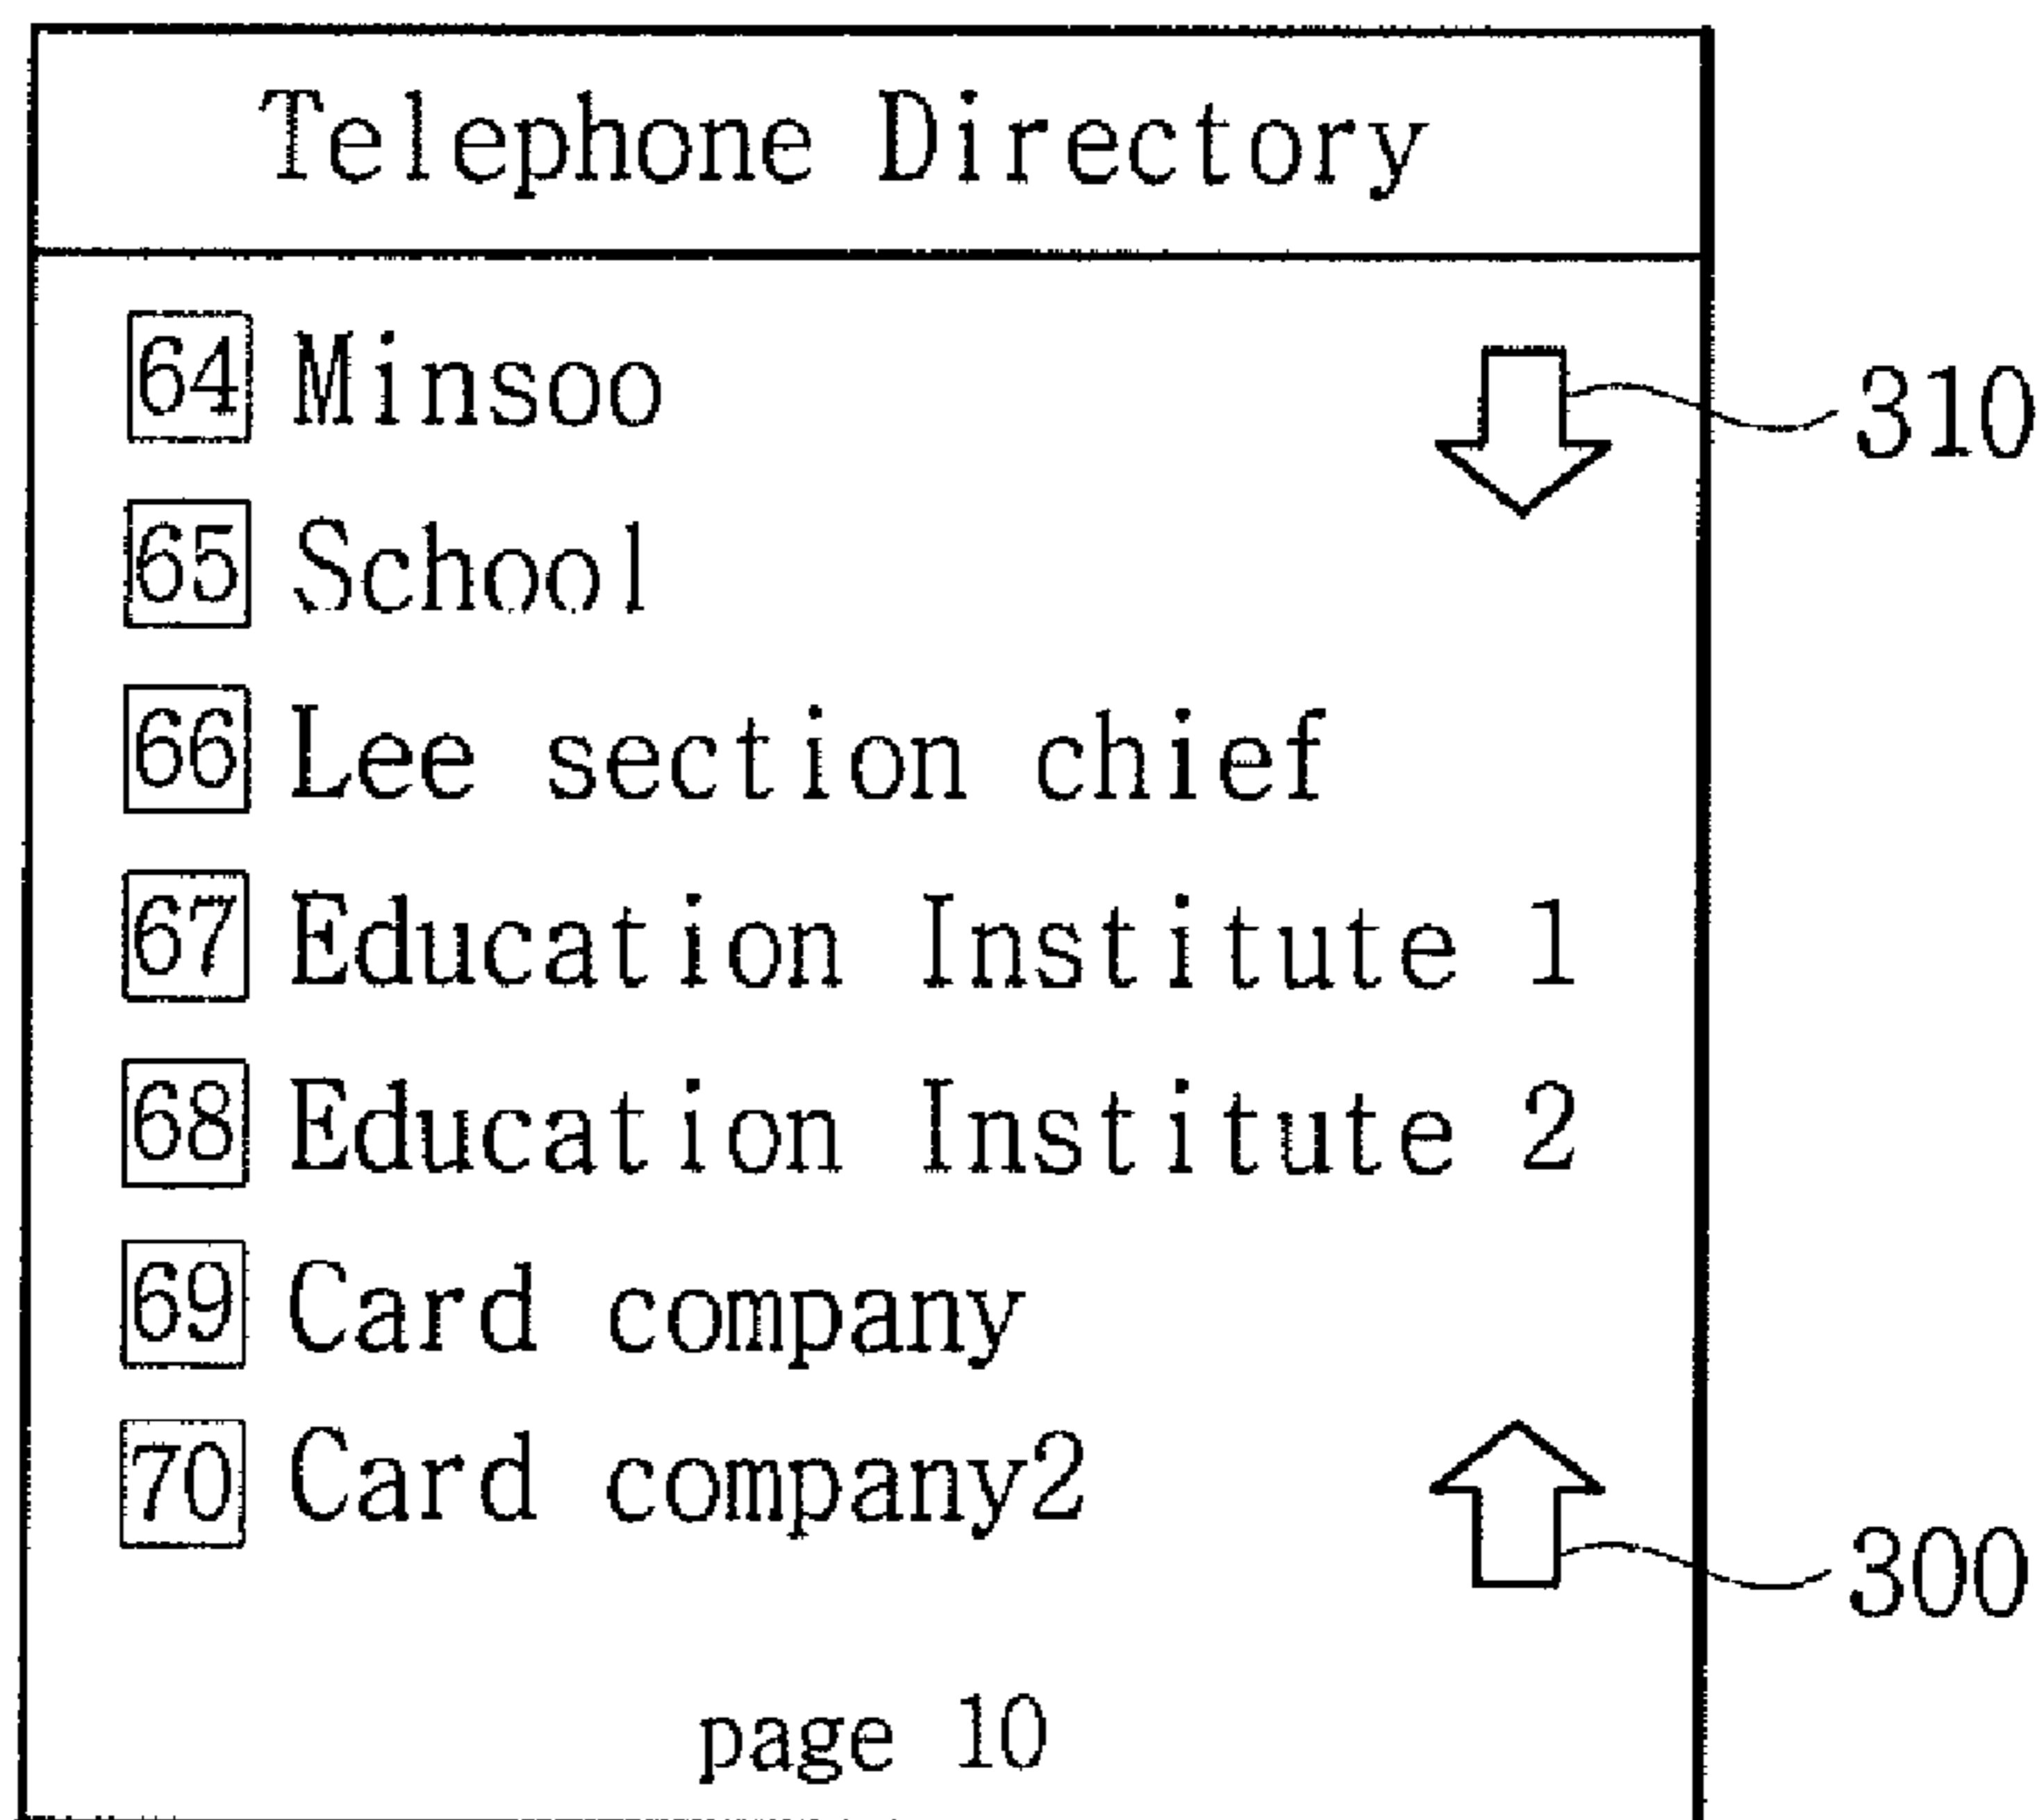 Telephone Directory
64 Minsoo
310
65 School
66 Lee section chief
67 Education Institute 1
68 Education Institute 2
69 Card company
70 Card company2
300
page 10